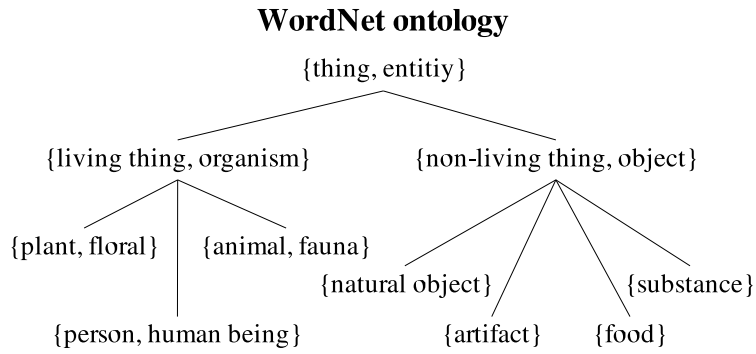 WordNet ontology
{thing, entitiy}
{living thing, organism}
{non-living thing, object}
{plant, floral}
{animal, fauna}
{natural object}
{substance}
{person, human being}
{artifact}
{food}